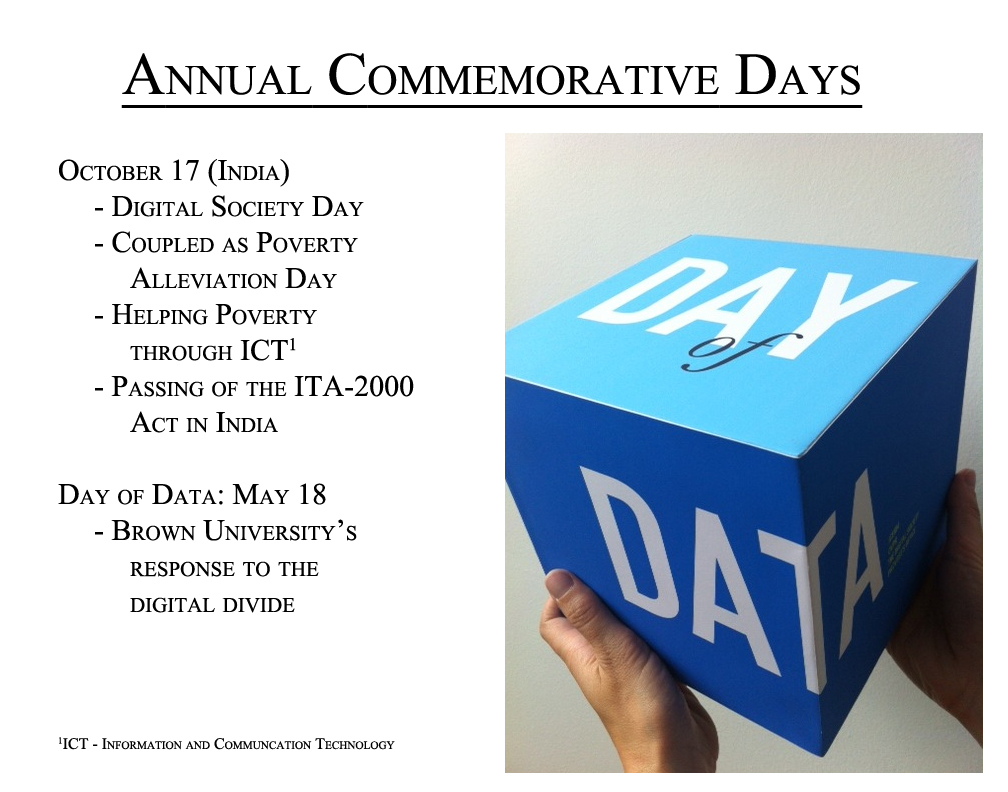 ANNUAL COMMEMORATIVE DAYS
OCTOBER 17 (INDIA)
- DIGITAL SOCIETY DAY
- COUPLED AS POVERTY
ALLEVIATION DAY
- HELPING POVERTY
THROUGH ICT¹
- PASSING OF THE ITA-2000
ACT IN INDIA
DAY OF DATA: MAY 18
- BROWN UNIVERSITY’S
RESPONSE TO THE
DIGITAL DIVIDE
¹ICT - INFORMATION AND COMMUNCATION TECHNOLOGY
DAY
of
DATA